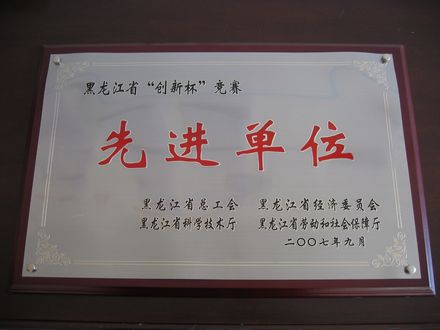 黑龙江省“创新杯”竞赛
先进单位
黑龙江省总工会 黑龙江省经济委员会
黑龙江省科学技术厅 黑龙江省劳动和社会保障厅
二〇〇七年九月